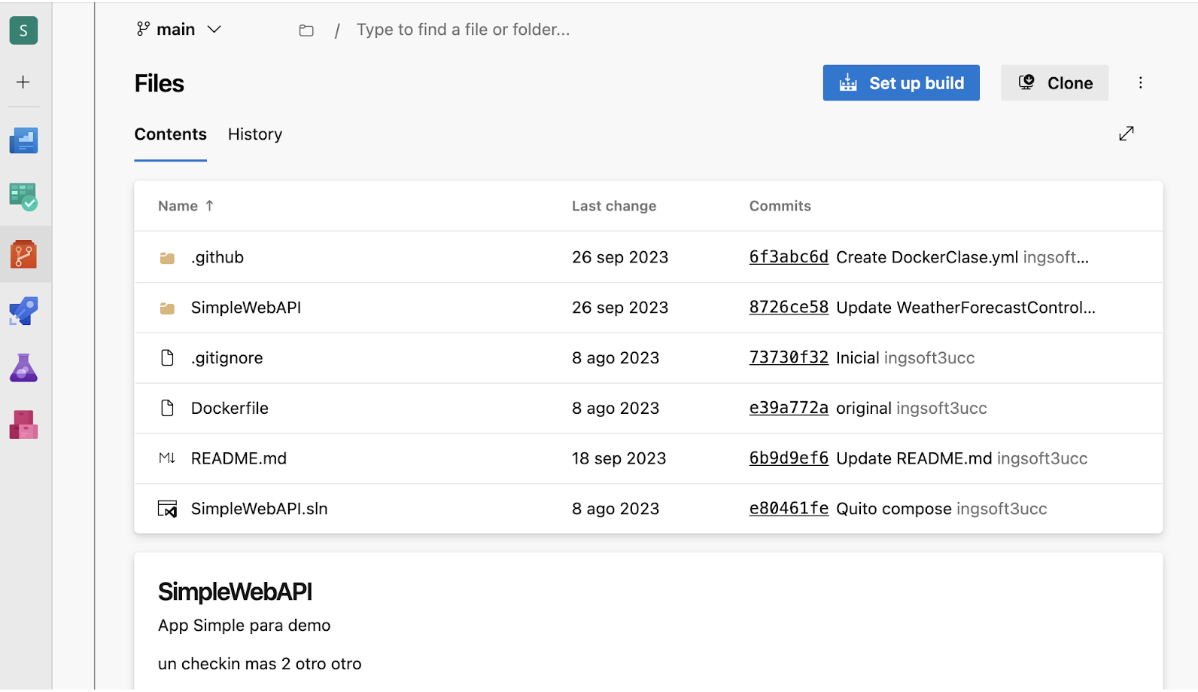 S
main
/ Type to find a file or folder...
Files
Set up build
Clone
Contents
History
Name ↑ Last change Commits
.github 26 sep 2023 6f3abc6d Create DockerClase.yml ingsoft...
SimpleWebAPI 26 sep 2023 8726ce58 Update WeatherForecastControl...
.gitignore 8 ago 2023 73730f32 Inicial ingsoft3ucc
Dockerfile 8 ago 2023 e39a772a original ingsoft3ucc
M↓ README.md 18 sep 2023 6b9d9ef6 Update README.md ingsoft3ucc
SimpleWebAPI.sln 8 ago 2023 e80461fe Quito compose ingsoft3ucc
SimpleWebAPI
App Simple para demo
un checkin mas 2 otro otro